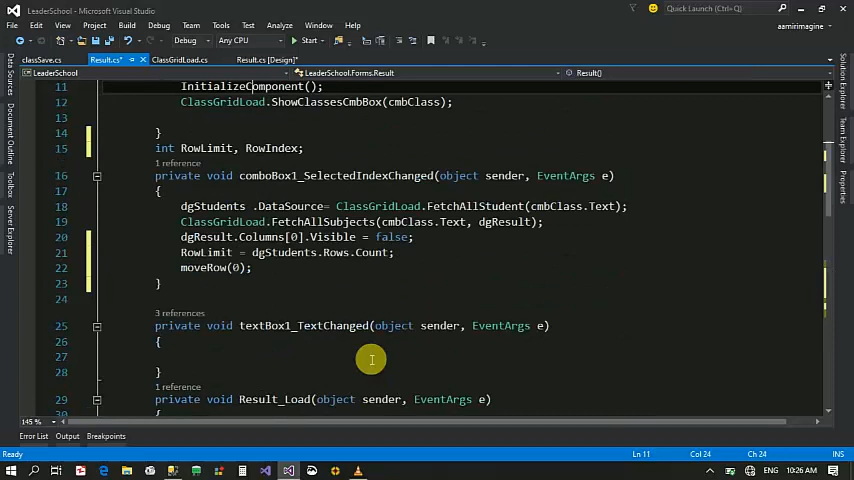 LeaderSchool - Microsoft Visual Studio
Quick Launch (Ctrl+Q)
File Edit View Project Build Debug Team Tools Test Analyze Window Help
aamirimagine
Debug Any CPU Start
classSave.cs Result.cs* ClassGridLoad.cs Result.cs [Design]*
LeaderSchool LeaderSchool.Forms.Result Result()
11 InitializeComponent();
12 ClassGridLoad.ShowClassesCmbBox(cmbClass);
13
14 }
15 int RowLimit, RowIndex;
1 reference
16 private void comboBox1_SelectedIndexChanged(object sender, EventArgs e)
17 {
18 dgStudents .DataSource= ClassGridLoad.FetchAllStudent(cmbClass.Text);
19 ClassGridLoad.FetchAllSubjects(cmbClass.Text, dgResult);
20 dgResult.Columns[0].Visible = false;
21 RowLimit = dgStudents.Rows.Count;
22 moveRow(0);
23 }
24
3 references
25 private void textBox1_TextChanged(object sender, EventArgs e)
26 {
27
28 }
1 reference
29 private void Result_Load(object sender, EventArgs e)
30 {
Data Sources
Document Outline
Toolbox
Server Explorer
Solution Explorer
Team Explorer
Properties
145 %
Error List Output Breakpoints
Ready Ln 11 Col 24 Ch 24 INS
ENG 10:26 AM